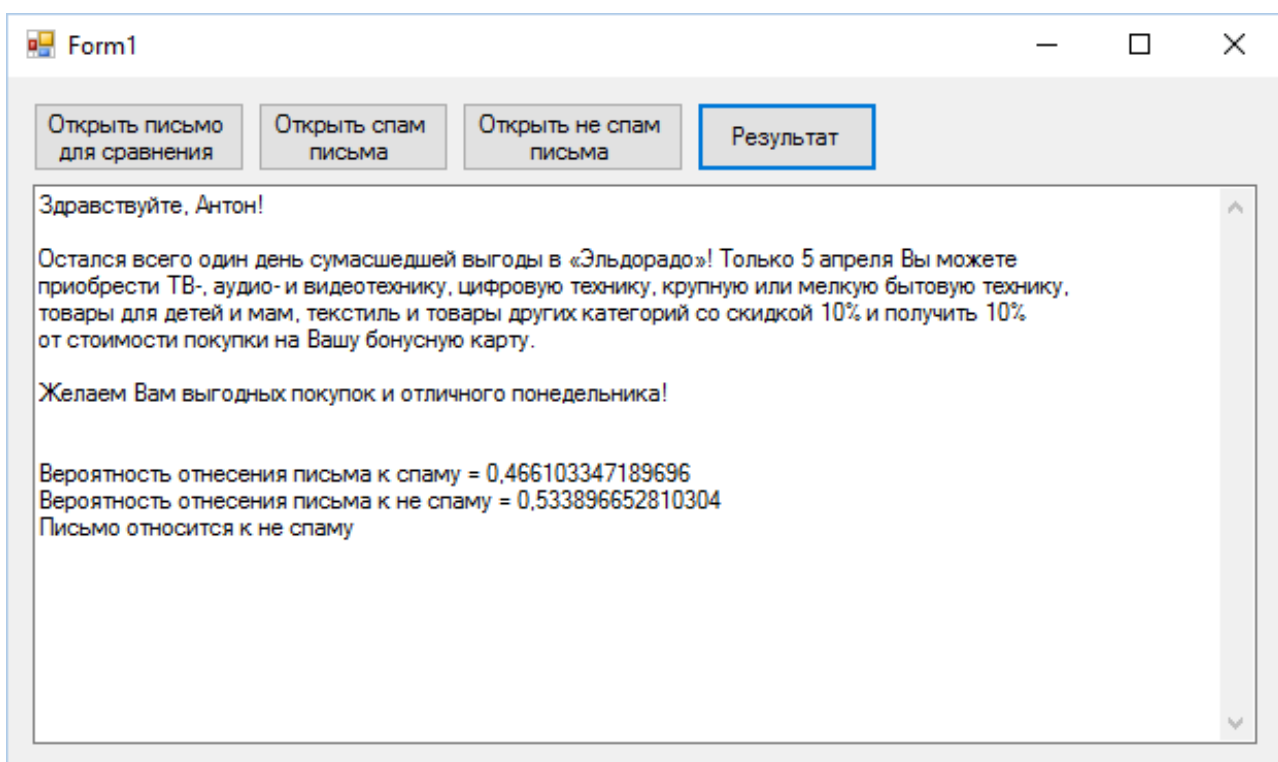 Form1
Открыть письмо
для сравнения
Открыть спам
письма
Открыть не спам
письма
Результат
Здравствуйте, Антон!
Остался всего один день сумасшедшей выгоды в «Эльдорадо»! Только 5 апреля Вы можете
приобрести ТВ-, аудио- и видеотехнику, цифровую технику, крупную или мелкую бытовую технику,
товары для детей и мам, текстиль и товары других категорий со скидкой 10% и получить 10%
от стоимости покупки на Вашу бонусную карту.
Желаем Вам выгодных покупок и отличного понедельника!
Вероятность отнесения письма к спаму = 0,466103347189696
Вероятность отнесения письма к не спаму = 0,533896652810304
Письмо относится к не спаму